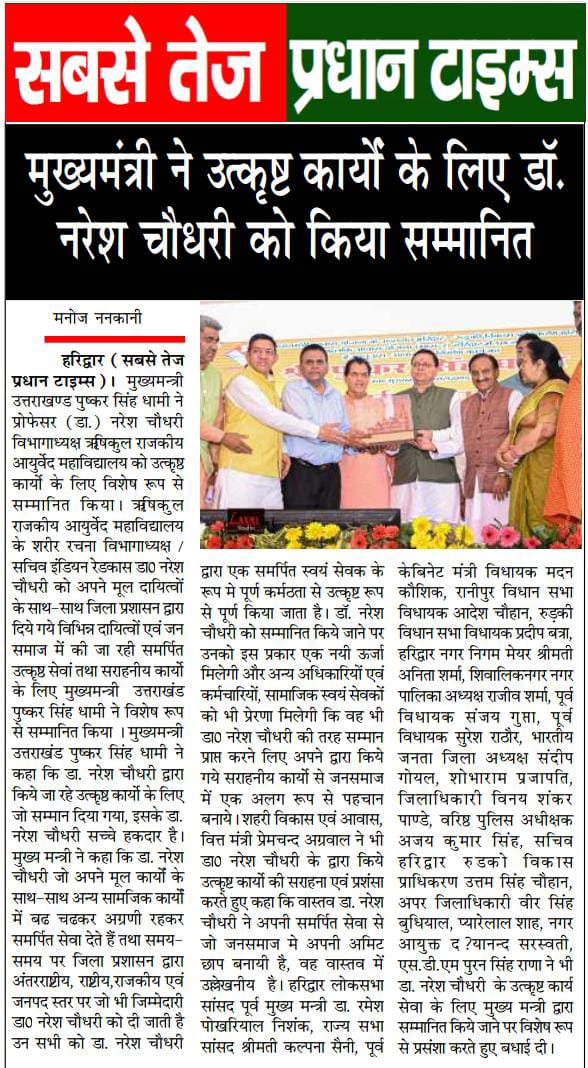 सबसे तेज प्रधान टाइम्स
मुख्यमंत्री ने उत्कृष्ट कार्यों के लिए डॉ.
नरेश चौधरी को किया सम्मानित
मनोज ननकानी
हरिद्वार ( सबसे तेज
प्रधान टाइम्स )। मुख्यमन्त्री
उत्तराखण्ड पुष्कर सिंह धामी ने
प्रोफेसर (डा.) नरेश चौधरी
विभागाध्यक्ष ऋषिकुल राजकीय
आयुर्वेद महाविद्यालय को उत्कृष्ठ
कार्यो के लिए विशेष रूप से
सम्मानित किया। ऋषिकुल
राजकीय आयुर्वेद महाविद्यालय
के शरीर रचना विभागाध्यक्ष /
सचिव इंडियन रेडकास डा0 नरेश
चौधरी को अपने मूल दायित्वों
के साथ-साथ जिला प्रशासन द्वारा
दिये गये विभिन्न दायित्वों एवं जन
समाज में की जा रही समर्पित
उत्कृष्ट सेवां तथा सराहनीय कार्यो
के लिए मुख्यमन्त्री उत्तराखंड
पुष्कर सिंह धामी ने विशेष रूप
से सम्मानित किया । मुख्यमन्त्री
उत्तराखंड पुष्कर सिंह धामी ने
कहा कि डा. नरेश चौधरी द्वारा
किये जा रहे उत्कृष्ट कार्यो के लिए
जो सम्मान दिया गया, इसके डा.
नरेश चौधरी सच्चे हकदार है।
मुख्य मन्त्री ने कहा कि डा. नरेश
चौधरी जो अपने मूल कार्यों के
साथ-साथ अन्य सामजिक कार्यों
में बढ चढकर अग्रणी रहकर
समर्पित सेवा देते हैं तथा समय-
समय पर जिला प्रशासन द्वारा
अंतरराष्टीय, राष्टीय,राजकीय एवं
जनपद स्तर पर जो भी जिम्मेदारी
डा0 नरेश चौधरी को दी जाती है
उन सभी को डा. नरेश चौधरी
द्वारा एक समर्पित स्वयं सेवक के
रूप मे पूर्ण कर्मठता से उत्कृष्ट रूप
से पूर्ण किया जाता है। डॉ. नरेश
चौधरी को सम्मानित किये जाने पर
उनको इस प्रकार एक नयी ऊर्जा
मिलेगी और अन्य अधिकारियों एवं
कर्मचारियों, सामाजिक स्वयं सेवकों
को भी प्रेरणा मिलेगी कि वह भी
डा0 नरेश चौधरी की तरह सम्मान
प्राप्त करने लिए अपने द्वारा किये
गये सराहनीय कार्यो से जनसमाज
में एक अलग रूप से पहचान
बनाये। शहरी विकास एवं आवास,
वित्त मंत्री प्रेमचन्द अग्रवाल ने भी
डा0 नरेश चौधरी के द्वारा किये
उत्कृष्ट कार्यो की सराहना एवं प्रशंसा
करते हुए कहा कि वास्तव डा. नरेश
चौधरी ने अपनी समर्पित सेवा से
जो जनसमाज मे अपनी अमिट
छाप बनायी है, वह वास्तव में
उल्लेखनीय है। हरिद्वार लोकसभा
सांसद पूर्व मुख्य मन्त्री डा. रमेश
पोखरियाल निशंक, राज्य सभा
सांसद श्रीमती कल्पना सैनी, पूर्व
केबिनेट मंत्री विधायक मदन
कौशिक, रानीपुर विधान सभा
विधायक आदेश चौहान, रुड़की
विधान सभा विधायक प्रदीप बत्रा,
हरिद्वार नगर निगम मेयर श्रीमती
अनिता शर्मा, शिवालिकनगर नगर
पालिका अध्यक्ष राजीव शर्मा, पूर्व
विधायक संजय गुप्ता, पूर्व
विधायक सुरेश राठौर, भारतीय
जनता जिला अध्यक्ष संदीप
गोयल, शोभाराम प्रजापति,
जिलाधिकारी विनय शंकर
पाण्डे, वरिष्ठ पुलिस अधीक्षक
अजय कुमार सिंह, सचिव
हरिद्वार रुडको विकास
प्राधिकरण उत्तम सिंह चौहान,
अपर जिलाधिकारी वीर सिंह
बुधियाल, प्यारेलाल शाह, नगर
आयुक्त द ?यानन्द सरस्वती,
एस.डी.एम पुरन सिंह राणा ने भी
डा. नरेश चौधरी के उत्कृष्ट कार्य
सेवा के लिए मुख्य मन्त्री द्वारा
सम्मानित किये जाने पर विशेष रूप
से प्रसंशा करते हुए बधाई दी।